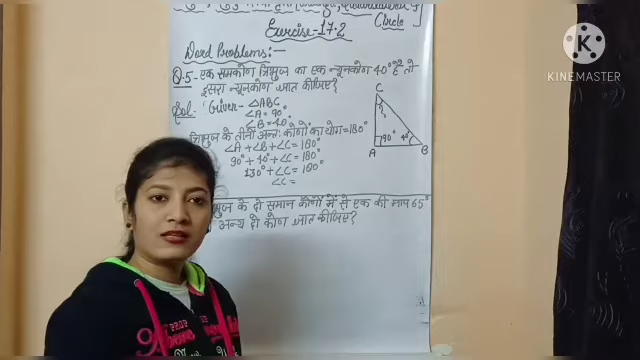 Circle
Exercise-17.2
Word Problems:-
Q.5- एक समकोण त्रिभुज का एक न्यूनकोण 40° है तो
दूसरा न्यूनकोण ज्ञात कीजिए?
Sol- Given- △ABC
∠A = 90°
∠B = 40°
त्रिभुज के तीनों अन्तः कोणों का योग = 180°
∠A + ∠B + ∠C = 180°
90° + 40° + ∠C = 180°
130° + ∠C = 180°
∠C =
C
?
90° 40°
A B
भुज के दो समान कोणों में से एक की माप 65°
अन्य दो कोण ज्ञात कीजिए?
K
KINEMASTER